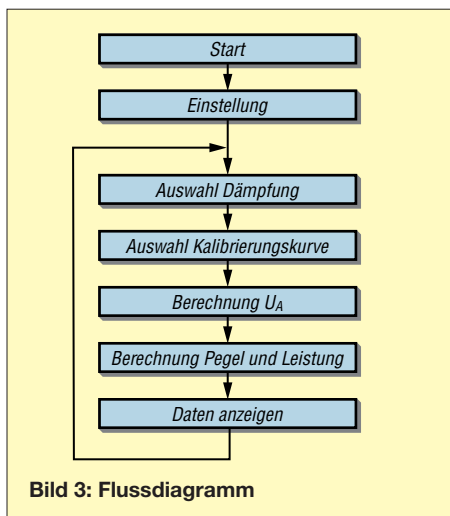 Start
Einstellung
Auswahl Dämpfung
Auswahl Kalibrierungskurve
Berechnung UA
Berechnung Pegel und Leistung
Daten anzeigen
Bild 3: Flussdiagramm